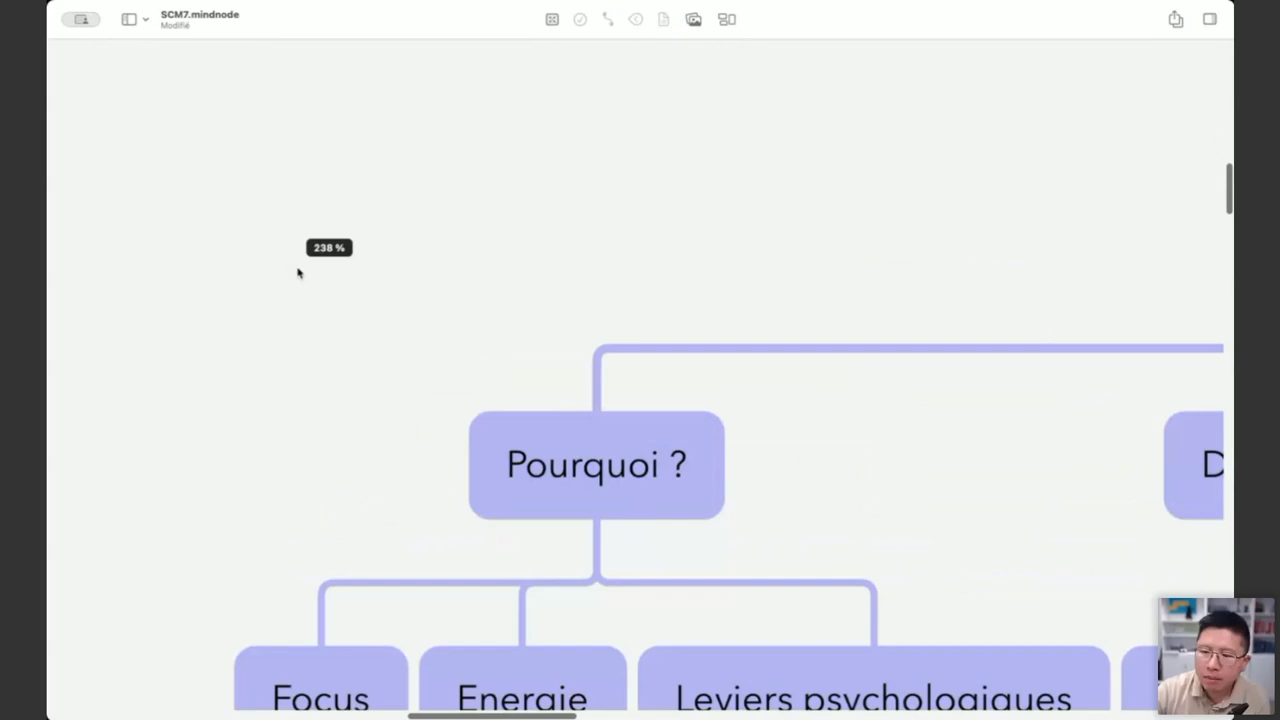 SCM7.mindnode
Modifié
238 %
Pourquoi ?
D
Focus
Energie
Leviers psychologiques